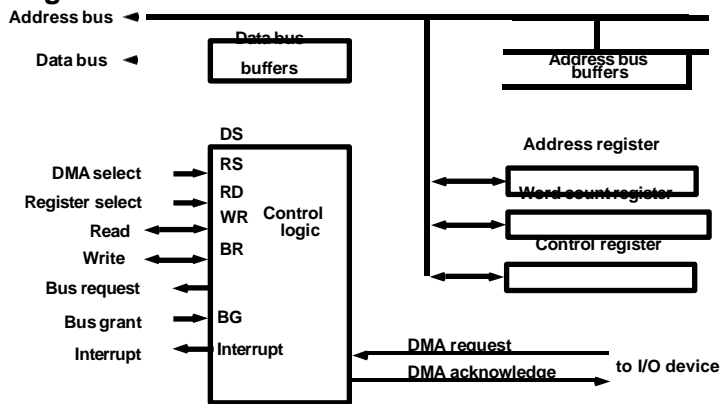 Address bus
Data bus
Data bus
buffers
Address bus
buffers
DS
DMA select
RS
Register select
RD
Read
WR
Control
logic
Write
BR
Bus request
Bus grant
BG
Interrupt
Interrupt
Address register
Word count register
Control register
DMA request
DMA acknowledge
to I/O device